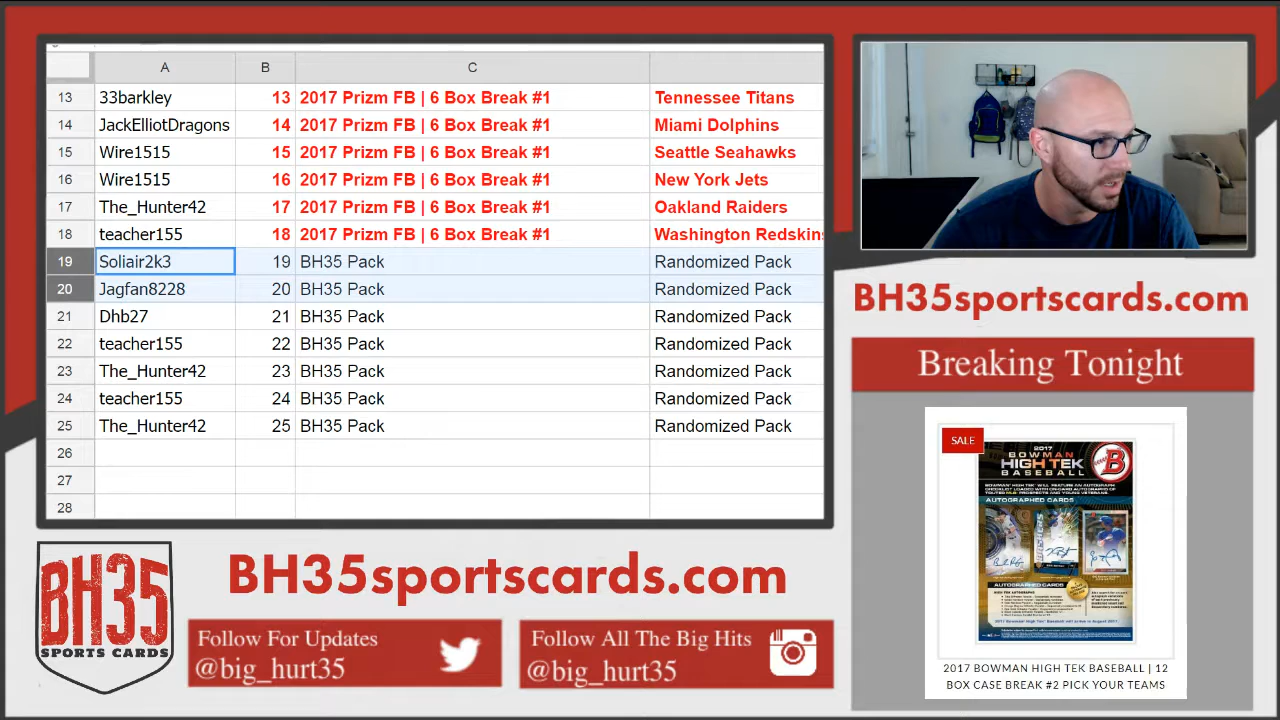 A B C
13 33barkley 13 2017 Prizm FB | 6 Box Break #1 Tennessee Titans
14 JackElliotDragons 14 2017 Prizm FB | 6 Box Break #1 Miami Dolphins
15 Wire1515 15 2017 Prizm FB | 6 Box Break #1 Seattle Seahawks
16 Wire1515 16 2017 Prizm FB | 6 Box Break #1 New York Jets
17 The_Hunter42 17 2017 Prizm FB | 6 Box Break #1 Oakland Raiders
18 teacher155 18 2017 Prizm FB | 6 Box Break #1 Washington Redskins
19 Soliair2k3 19 BH35 Pack Randomized Pack
20 Jagfan8228 20 BH35 Pack Randomized Pack
21 Dhb27 21 BH35 Pack Randomized Pack
22 teacher155 22 BH35 Pack Randomized Pack
23 The_Hunter42 23 BH35 Pack Randomized Pack
24 teacher155 24 BH35 Pack Randomized Pack
25 The_Hunter42 25 BH35 Pack Randomized Pack
26
27
28
BH35sportscards.com
Breaking Tonight
SALE
2017
BOWMAN
HIGH TEK
BASEBALL
B
AUTOGRAPHED CARDS
AUTOGRAPHED CARDS
2017 BOWMAN HIGH TEK BASEBALL | 12
BOX CASE BREAK #2 PICK YOUR TEAMS
BH35
SPORTS CARDS
BH35sportscards.com
Follow For Updates
@big_hurt35
Follow All The Big Hits
@big_hurt35